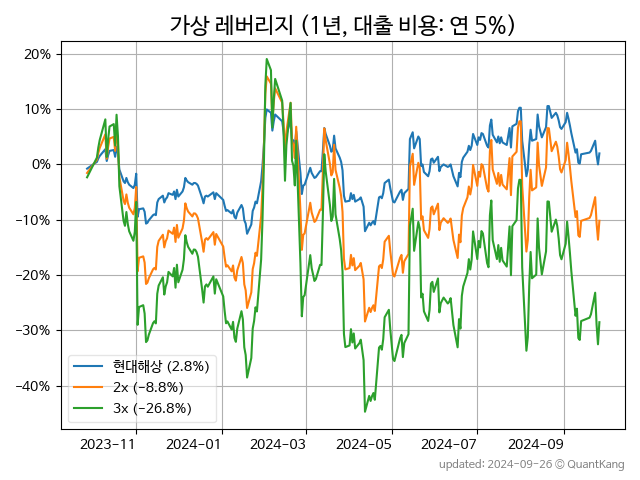 가상 레버리지 (1년, 대출 비용: 연 5%)
20%
10%
0%
−10%
−20%
−30%
−40%
현대해상 (2.8%)
2x (−8.8%)
3x (−26.8%)
2023-11
2024-01
2024-03
2024-05
2024-07
2024-09
updated: 2024-09-26 © QuantKang